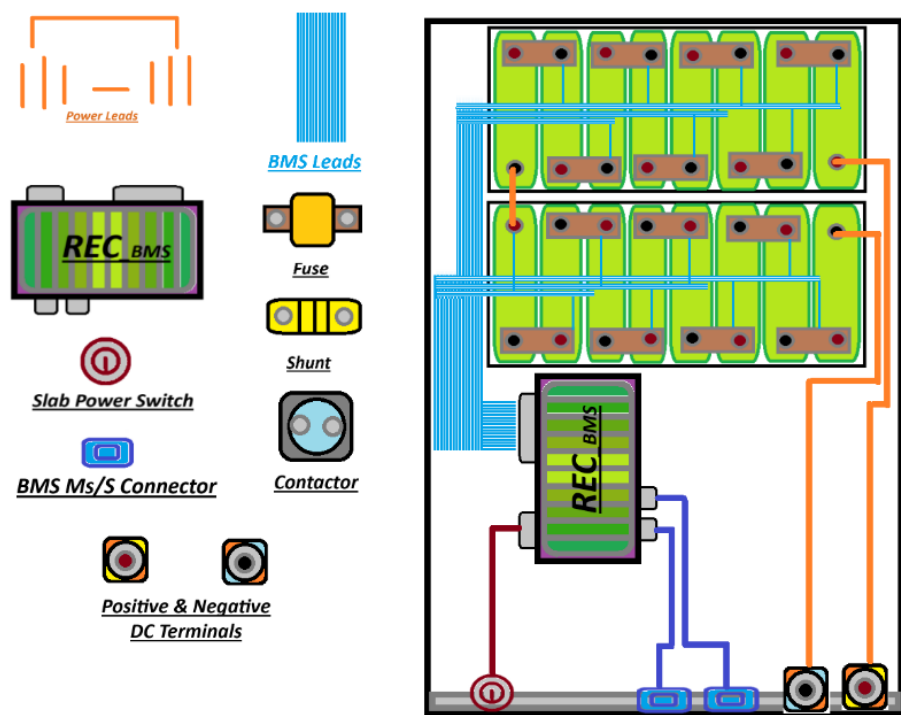 Power Leads
BMS Leads
REC BMS
Fuse
Shunt
Slab Power Switch
BMS Ms/S Connector
Contactor
Positive & Negative
DC Terminals
REC BMS